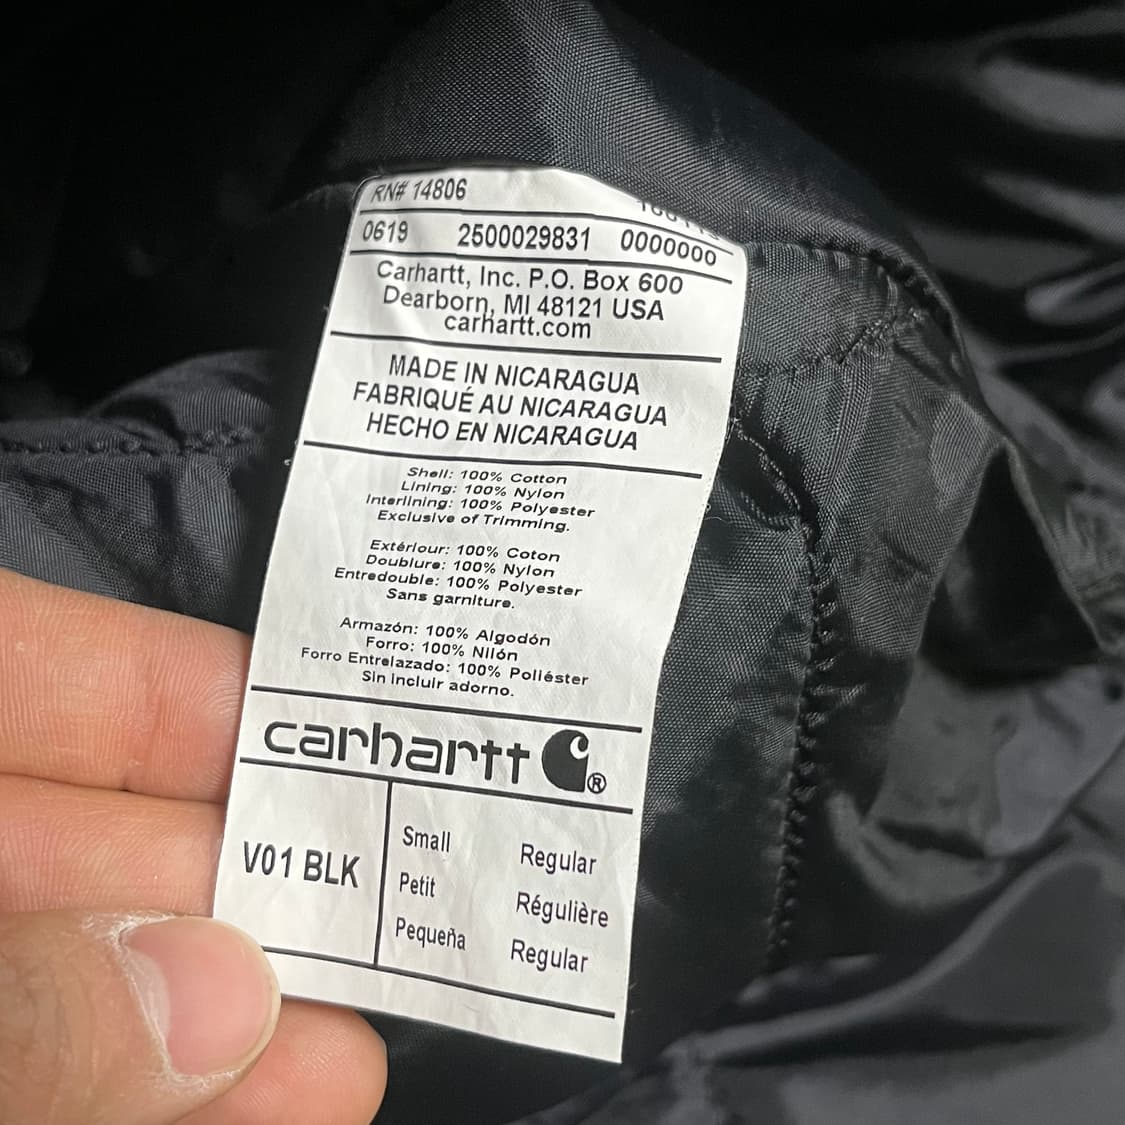 RN# 14806
0619 2500029831 0000000
Carhartt, Inc. P.O. Box 600
Dearborn, MI 48121 USA
carhartt.com
MADE IN NICARAGUA
FABRIQUÉ AU NICARAGUA
HECHO EN NICARAGUA
Shell: 100% Cotton
Lining: 100% Nylon
Interlining: 100% Polyester
Exclusive of Trimming.
Extérieur: 100% Coton
Doublure: 100% Nylon
Entredouble: 100% Polyester
Sans garniture.
Armazón: 100% Algodón
Forro: 100% Nilón
Forro Entrelazado: 100% Poliéster
Sin incluir adorno.
carhartt ®
V01 BLK
Small Regular
Petit Régulière
Pequeña Regular